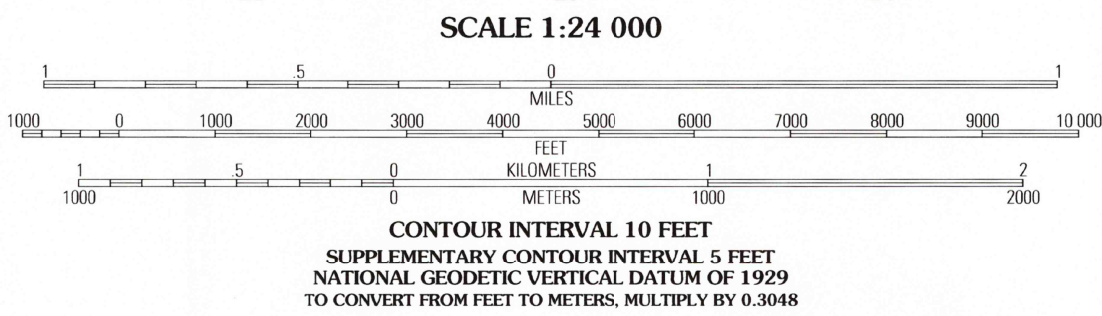 SCALE 1:24 000
1 .5 0 1
MILES
1000 0 1000 2000 3000 4000 5000 6000 7000 8000 9000 10 000
FEET
1 .5 0 KILOMETERS 1 2
1000 0 METERS 1000 2000
CONTOUR INTERVAL 10 FEET
SUPPLEMENTARY CONTOUR INTERVAL 5 FEET
NATIONAL GEODETIC VERTICAL DATUM OF 1929
TO CONVERT FROM FEET TO METERS, MULTIPLY BY 0.3048